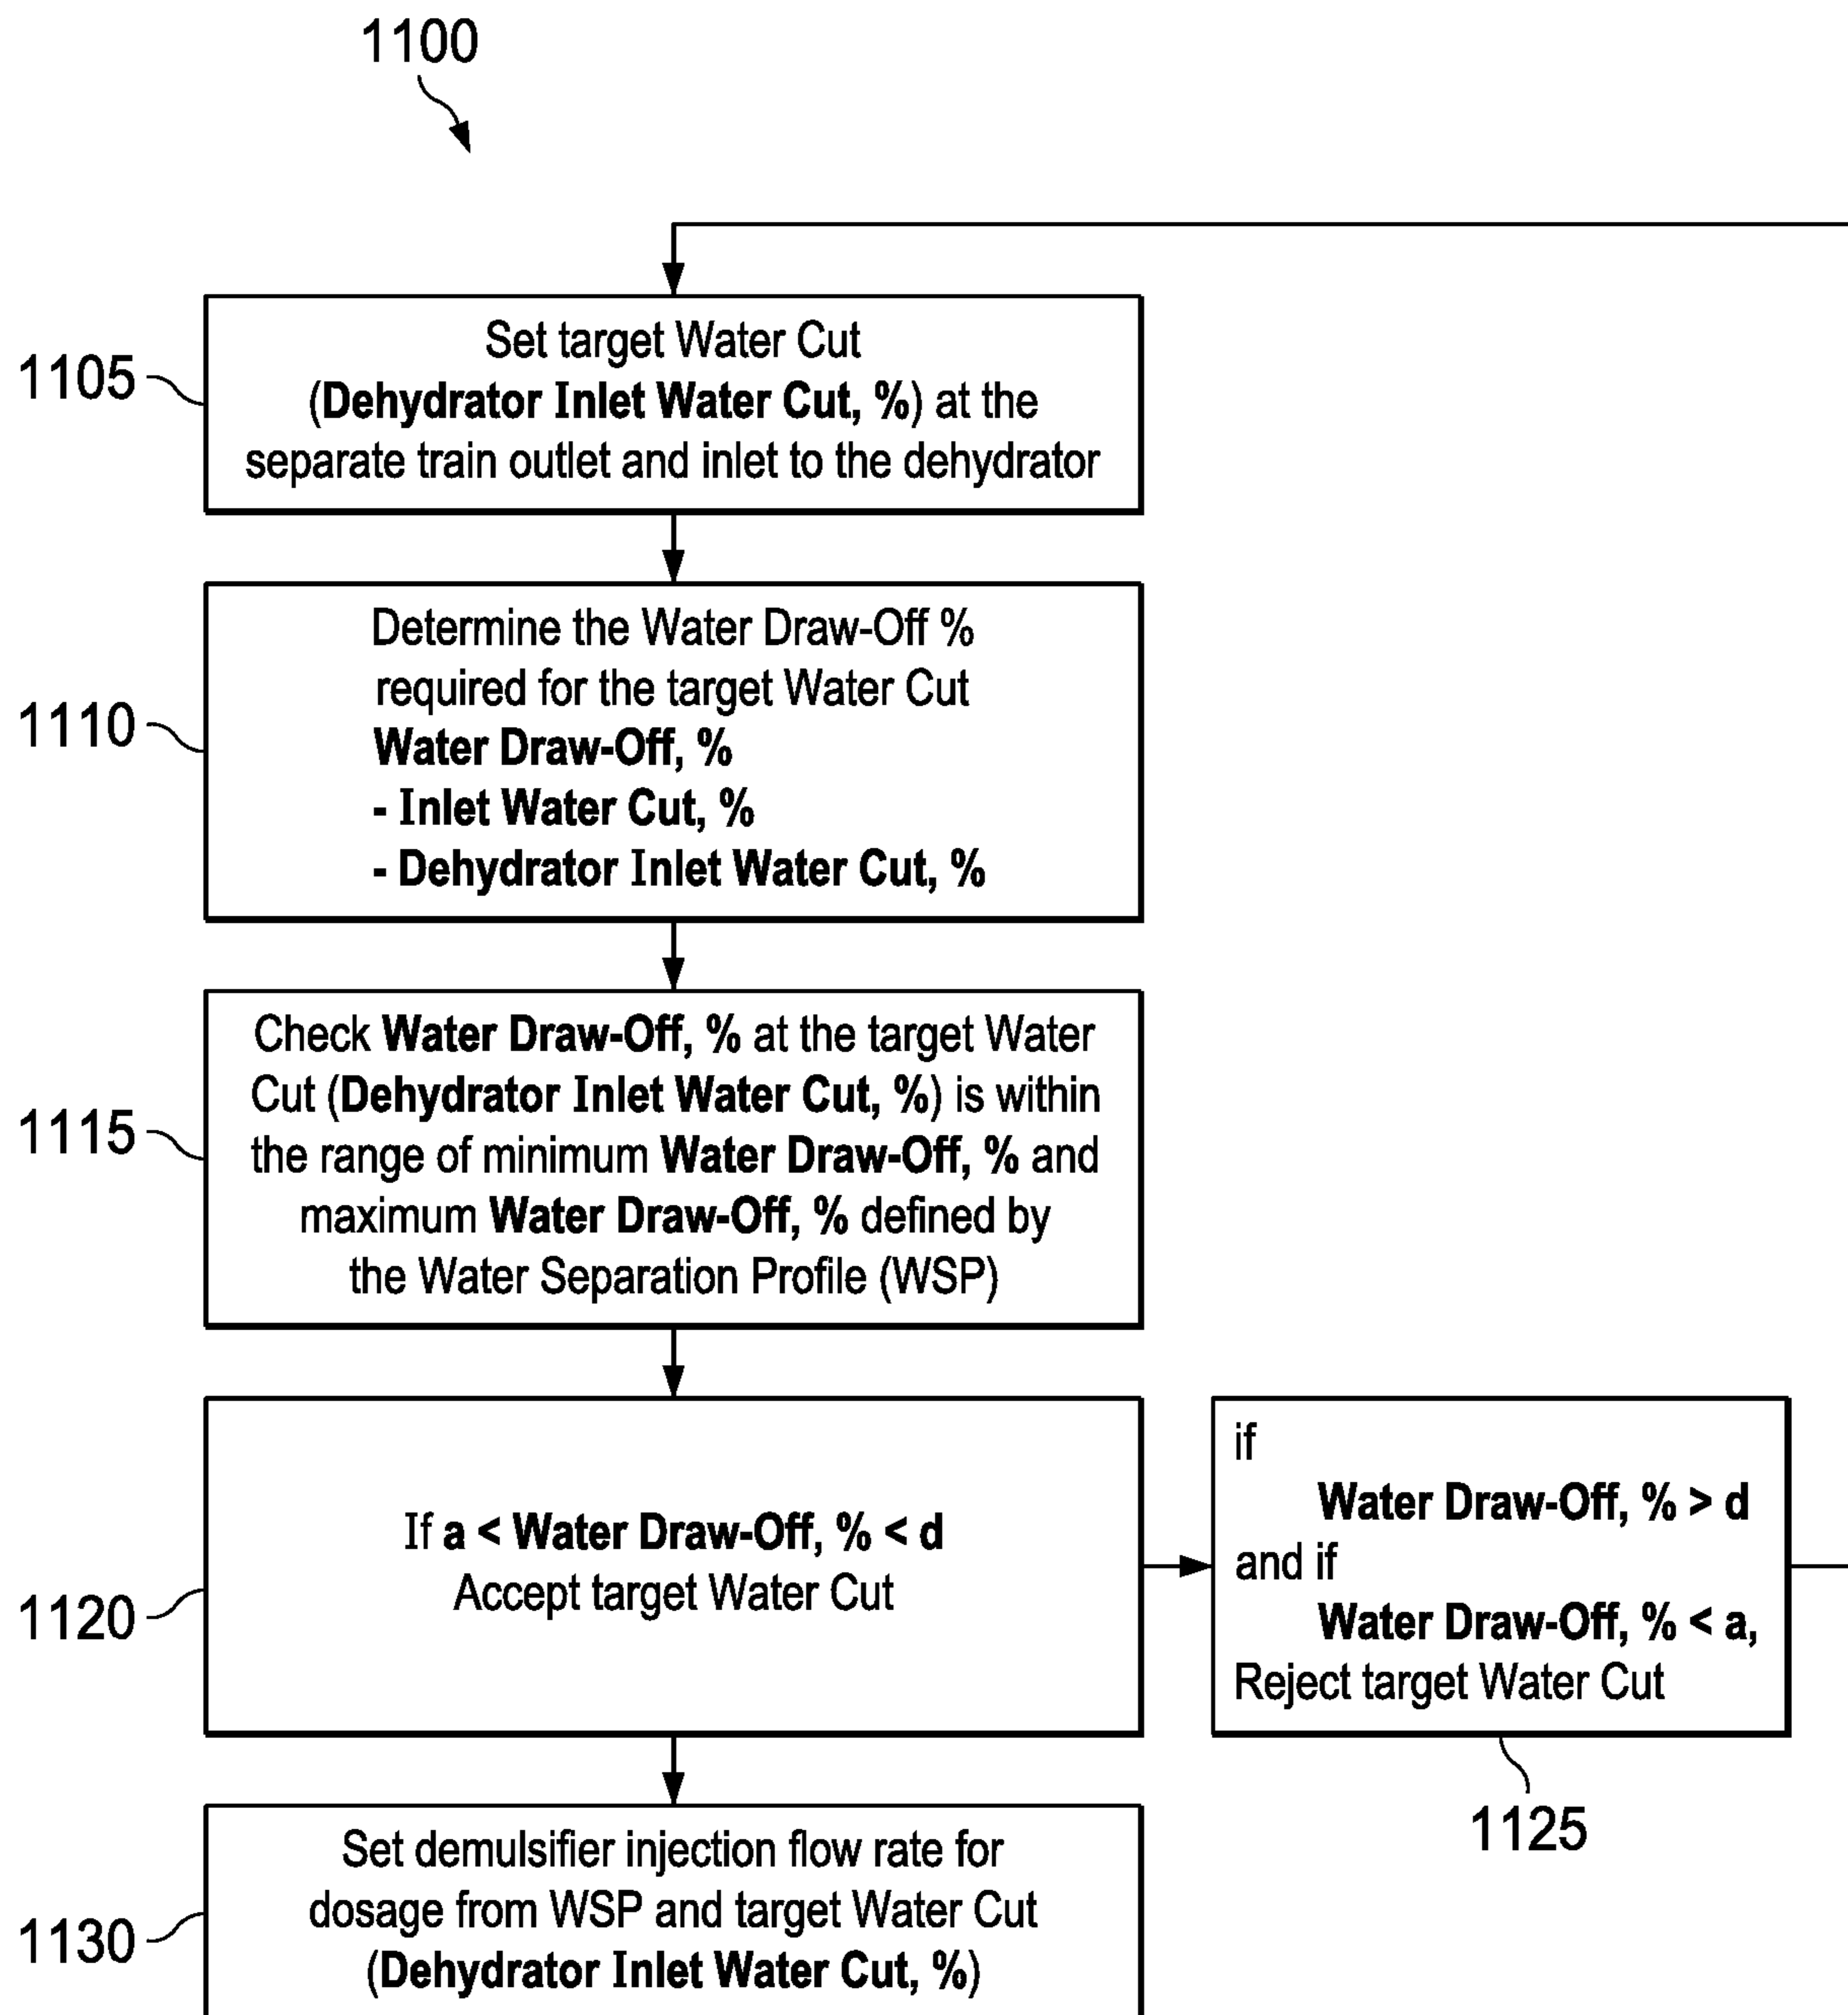 1100
1105
Set target Water Cut
(Dehydrator Inlet Water Cut, %) at the
separate train outlet and inlet to the dehydrator
1110
Determine the Water Draw-Off %
required for the target Water Cut
Water Draw-Off, %
- Inlet Water Cut, %
- Dehydrator Inlet Water Cut, %
1115
Check Water Draw-Off, % at the target Water
Cut (Dehydrator Inlet Water Cut, %) is within
the range of minimum Water Draw-Off, % and
maximum Water Draw-Off, % defined by
the Water Separation Profile (WSP)
1120
If a < Water Draw-Off, % < d
Accept target Water Cut
if
Water Draw-Off, % > d
and if
Water Draw-Off, % < a,
Reject target Water Cut
1125
1130
Set demulsifier injection flow rate for
dosage from WSP and target Water Cut
(Dehydrator Inlet Water Cut, %)